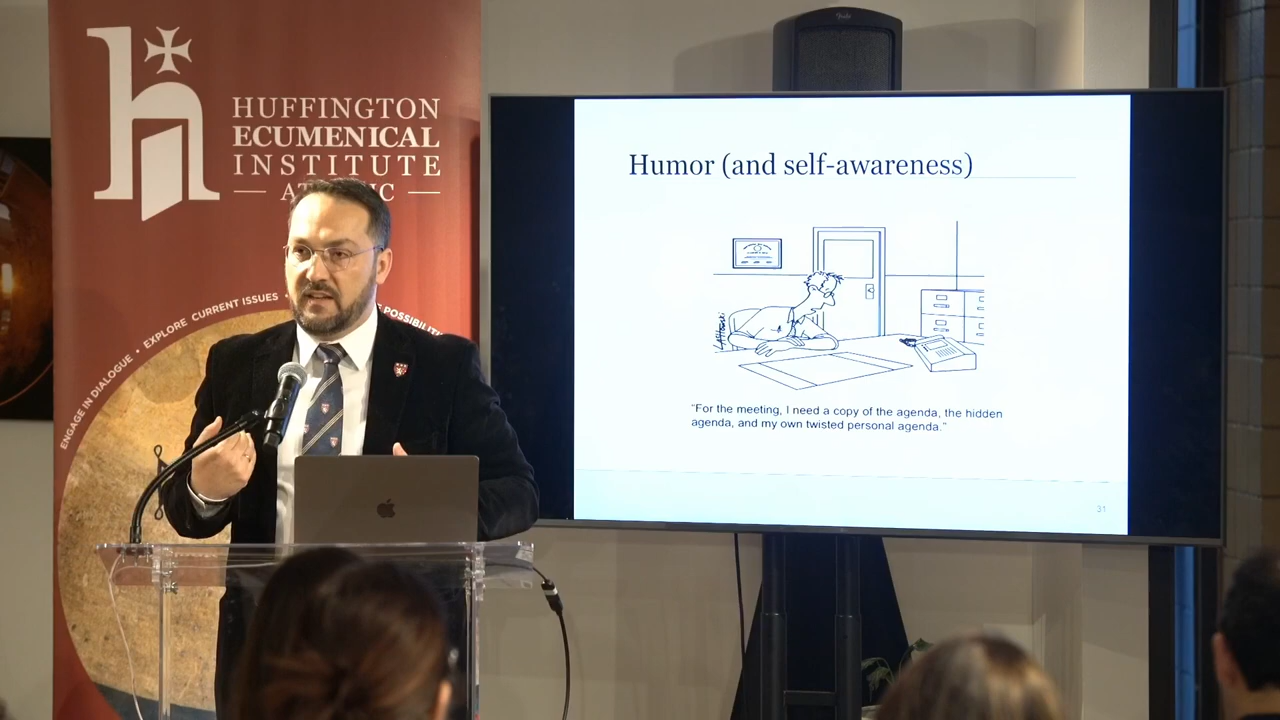 HUFFINGTON
ECUMENICAL
INSTITUTE
ENGAGE IN DIALOGUE • EXPLORE CURRENT ISSUES •
Humor (and self-awareness)
"For the meeting, I need a copy of the agenda, the hidden
agenda, and my own twisted personal agenda."
31